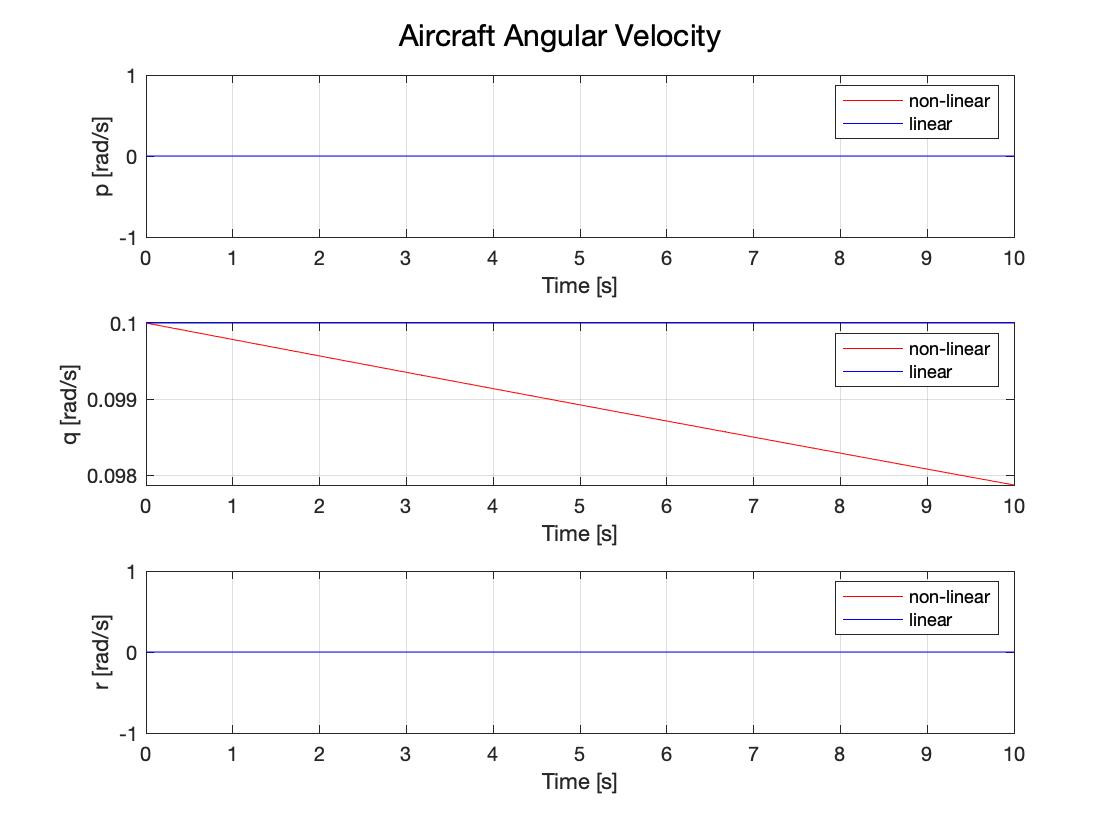 Aircraft Angular Velocity
1
0
-1
p [rad/s]
non-linear
linear
0 1 2 3 4 5 6 7 8 9 10
Time [s]
0.1
0.099
0.098
q [rad/s]
non-linear
linear
0 1 2 3 4 5 6 7 8 9 10
Time [s]
1
0
-1
r [rad/s]
non-linear
linear
0 1 2 3 4 5 6 7 8 9 10
Time [s]